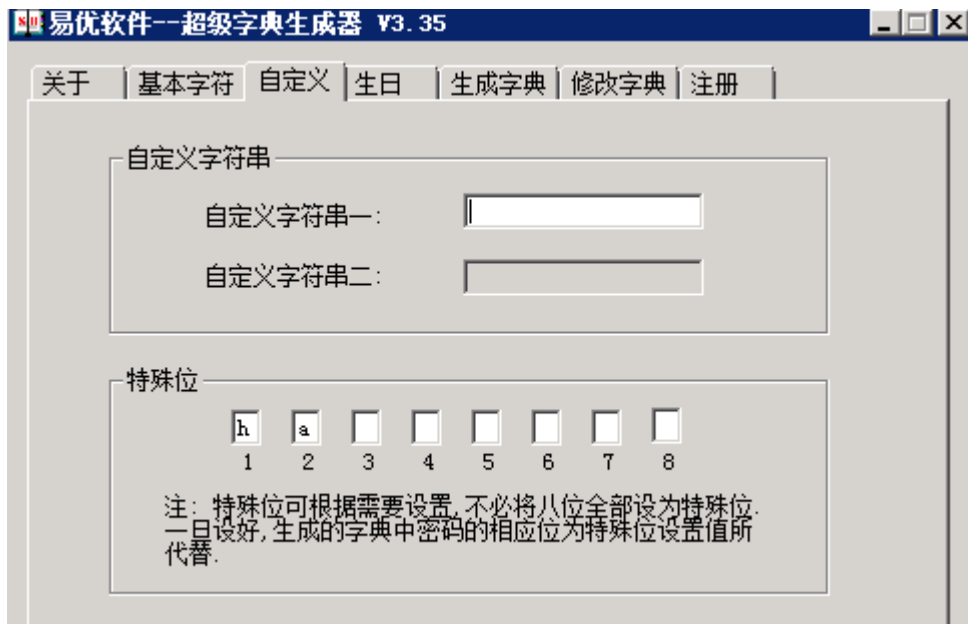 易优软件--超级字典生成器 V3.35
关于 基本字符 自定义 生日 生成字典 修改字典 注册
自定义字符串
自定义字符串一:
自定义字符串二:
特殊位
h a
1 2 3 4 5 6 7 8
注: 特殊位可根据需要设置,不必将八位全部设为特殊位.
一旦设好,生成的字典中密码的相应位为特殊位设置值所
代替.